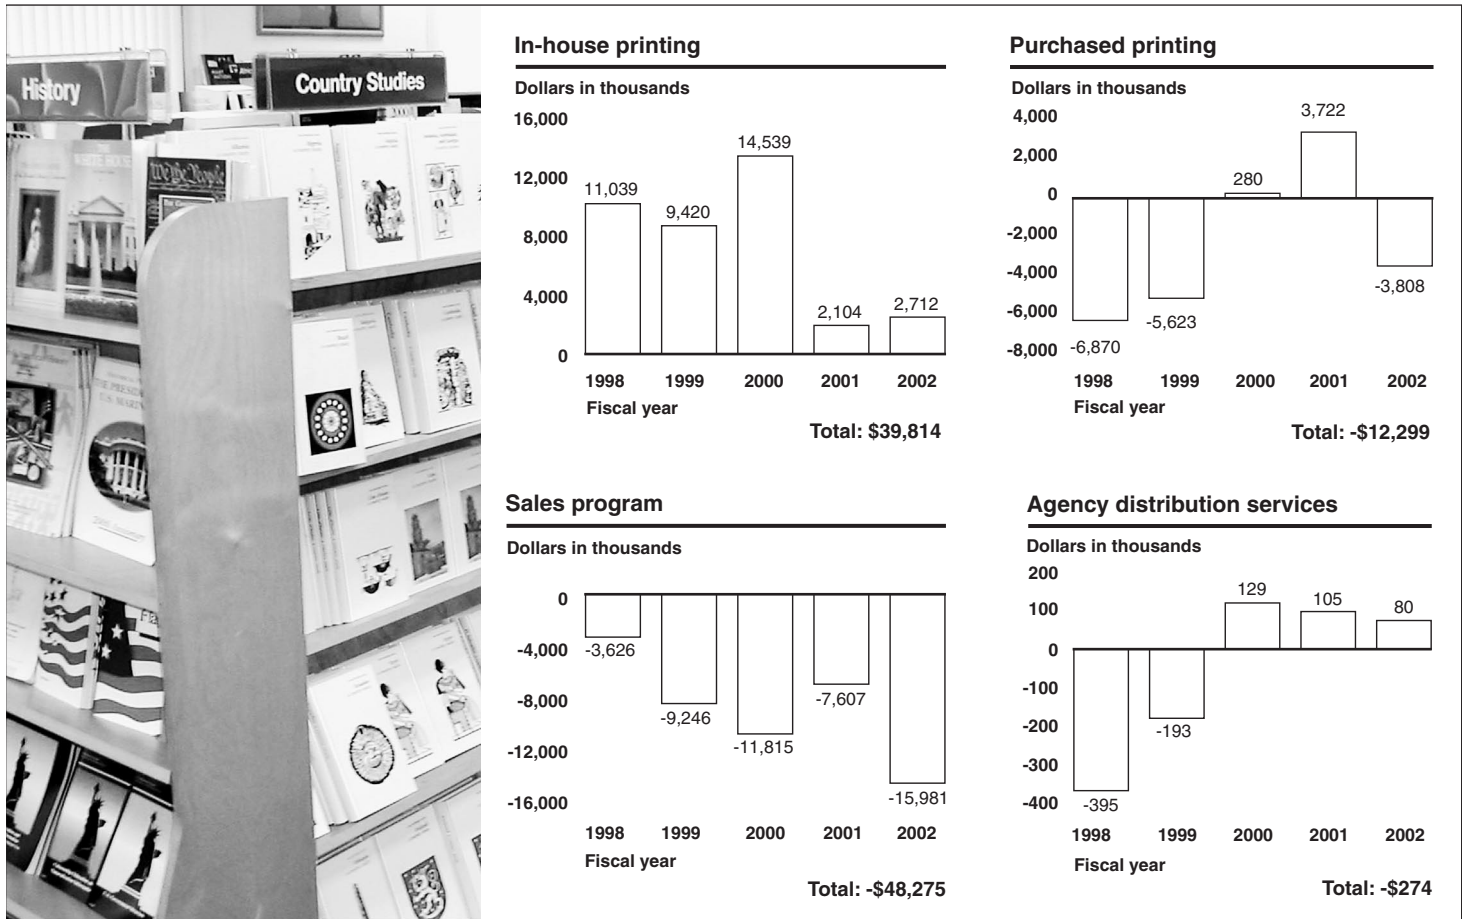 History
Country Studies
We the People
In-house printing
Dollars in thousands
16,000
12,000
8,000
4,000
0
11,039
9,420
14,539
2,104
2,712
1998 1999 2000 2001 2002
Fiscal year
Total: $39,814
Purchased printing
Dollars in thousands
4,000
2,000
0
-2,000
-4,000
-6,000
-8,000
-6,870
-5,623
280
3,722
-3,808
1998 1999 2000 2001 2002
Fiscal year
Total: -$12,299
Sales program
Dollars in thousands
0
-4,000
-8,000
-12,000
-16,000
-3,626
-9,246
-11,815
-7,607
-15,981
1998 1999 2000 2001 2002
Fiscal year
Total: -$48,275
Agency distribution services
Dollars in thousands
200
100
0
-100
-200
-300
-400
-395
-193
129
105
80
1998 1999 2000 2001 2002
Fiscal year
Total: -$274